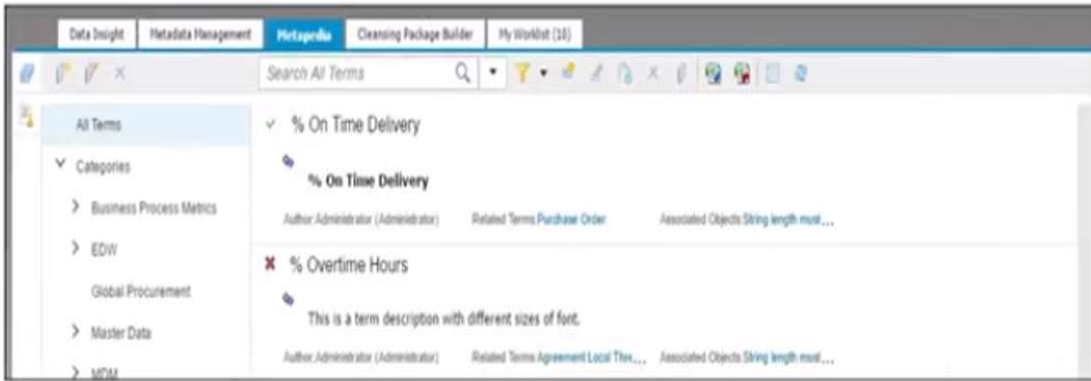 Data Insight Metadata Management Metapedia Cleansing Package Builder My Worklist (10)
Search All Terms
All Terms
Categories
Business Process Metrics
EDW
Global Procurement
Master Data
MDM
% On Time Delivery
% On Time Delivery
Author:Administrator (Administrator) Related Terms:Purchase Order Associated Objects:String length must...
% Overtime Hours
This is a term description with different sizes of font.
Author:Administrator (Administrator) Related Terms:Agreement Local Thre... Associated Objects:String length must...